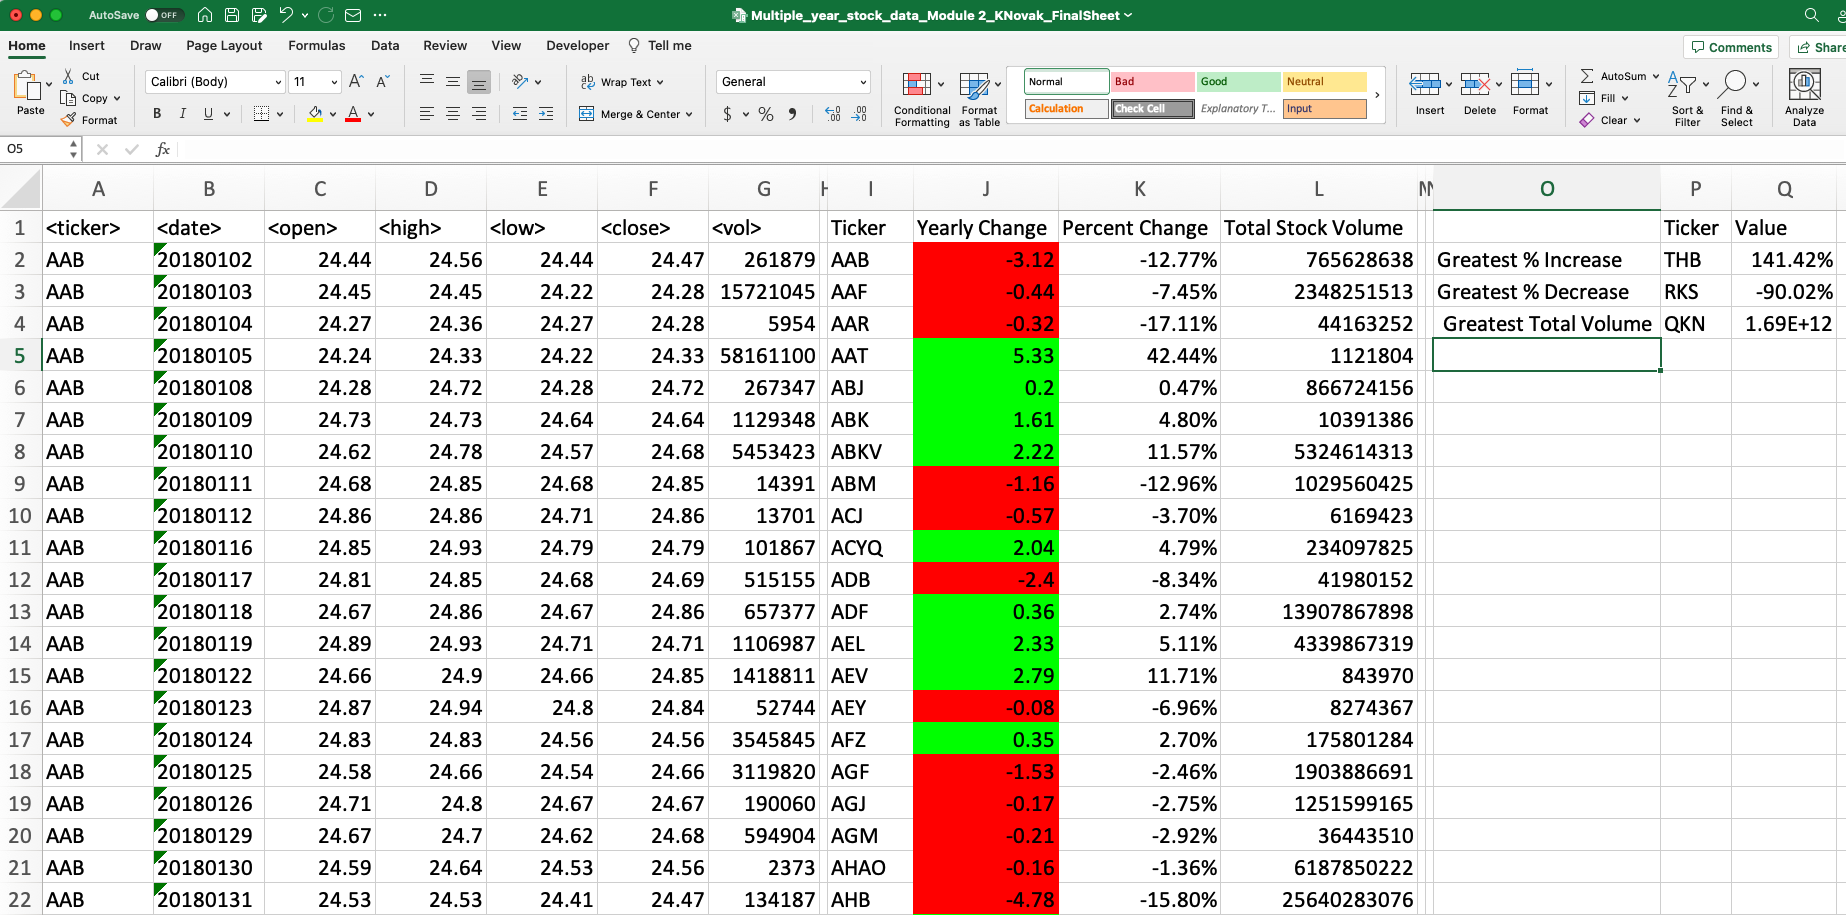 AutoSave OFF Multiple_year_stock_data_Module 2_KNovak_FinalSheet
Home Insert Draw Page Layout Formulas Data Review View Developer Tell me Comments Share
Paste Cut Copy Format
Calibri (Body) 11 A^ A˅
B I U A
ab Wrap Text
Merge & Center
General
$ % 9 .00 .00
Conditional Formatting
Format as Table
Normal Bad Good Neutral
Calculation Check Cell Explanatory T... Input
Insert Delete Format
AutoSum Fill Clear
Sort & Filter
Find & Select
Analyze Data
O5 fx
A B C D E F G H I J K L O P Q
1 <ticker> <date> <open> <high> <low> <close> <vol> Ticker Yearly Change Percent Change Total Stock Volume Ticker Value
2 AAB 20180102 24.44 24.56 24.44 24.47 261879 AAB -3.12 -12.77% 765628638 Greatest % Increase THB 141.42%
3 AAB 20180103 24.45 24.45 24.22 24.28 15721045 AAF -0.44 -7.45% 2348251513 Greatest % Decrease RKS -90.02%
4 AAB 20180104 24.27 24.36 24.27 24.28 5954 AAR -0.32 -17.11% 44163252 Greatest Total Volume QKN 1.69E+12
5 AAB 20180105 24.24 24.33 24.22 24.33 58161100 AAT 5.33 42.44% 1121804
6 AAB 20180108 24.28 24.72 24.28 24.72 267347 ABJ 0.2 0.47% 866724156
7 AAB 20180109 24.73 24.73 24.64 24.64 1129348 ABK 1.61 4.80% 10391386
8 AAB 20180110 24.62 24.78 24.57 24.68 5453423 ABKV 2.22 11.57% 5324614313
9 AAB 20180111 24.68 24.85 24.68 24.85 14391 ABM -1.16 -12.96% 1029560425
10 AAB 20180112 24.86 24.86 24.71 24.86 13701 ACJ -0.57 -3.70% 6169423
11 AAB 20180116 24.85 24.93 24.79 24.79 101867 ACYQ 2.04 4.79% 234097825
12 AAB 20180117 24.81 24.85 24.68 24.69 515155 ADB -2.4 -8.34% 41980152
13 AAB 20180118 24.67 24.86 24.67 24.86 657377 ADF 0.36 2.74% 13907867898
14 AAB 20180119 24.89 24.93 24.71 24.71 1106987 AEL 2.33 5.11% 4339867319
15 AAB 20180122 24.66 24.9 24.66 24.85 1418811 AEV 2.79 11.71% 843970
16 AAB 20180123 24.87 24.94 24.8 24.84 52744 AEY -0.08 -6.96% 8274367
17 AAB 20180124 24.83 24.83 24.56 24.56 3545845 AFZ 0.35 2.70% 175801284
18 AAB 20180125 24.58 24.66 24.54 24.66 3119820 AGF -1.53 -2.46% 1903886691
19 AAB 20180126 24.71 24.8 24.67 24.67 190060 AGJ -0.17 -2.75% 1251599165
20 AAB 20180129 24.67 24.7 24.62 24.68 594904 AGM -0.21 -2.92% 36443510
21 AAB 20180130 24.59 24.64 24.53 24.56 2373 AHAO -0.16 -1.36% 6187850222
22 AAB 20180131 24.53 24.53 24.41 24.47 134187 AHB -4.78 -15.80% 25640283076